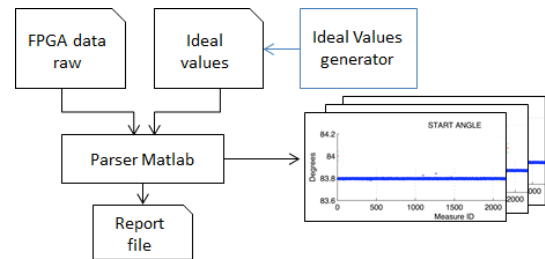 FPGA data
raw
Ideal
values
Ideal Values
generator
Parser Matlab
Report
file
START ANGLE
Degrees
84.2
84
83.8
83.6
0
500
1000
1500
2000
Measure ID
2000
2000